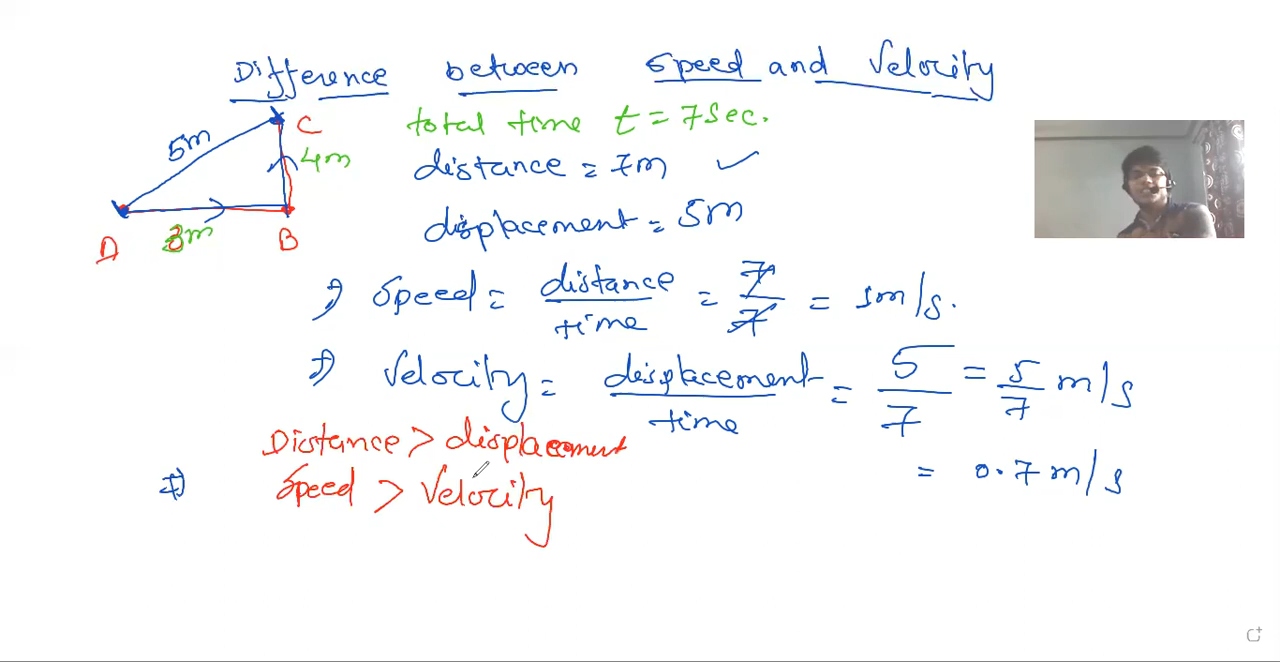 Difference between Speed and Velocity
C
total time t = 7sec.
5m
4m
distance = 7m ✓
displacement = 5m
3m
B
Speed = distance/time = 7/7 = 1m/s.
Velocity = displacement/time = 5/7 = 5/7 m/s
Distance > displacement
= 0.7 m/s
Speed > Velocity